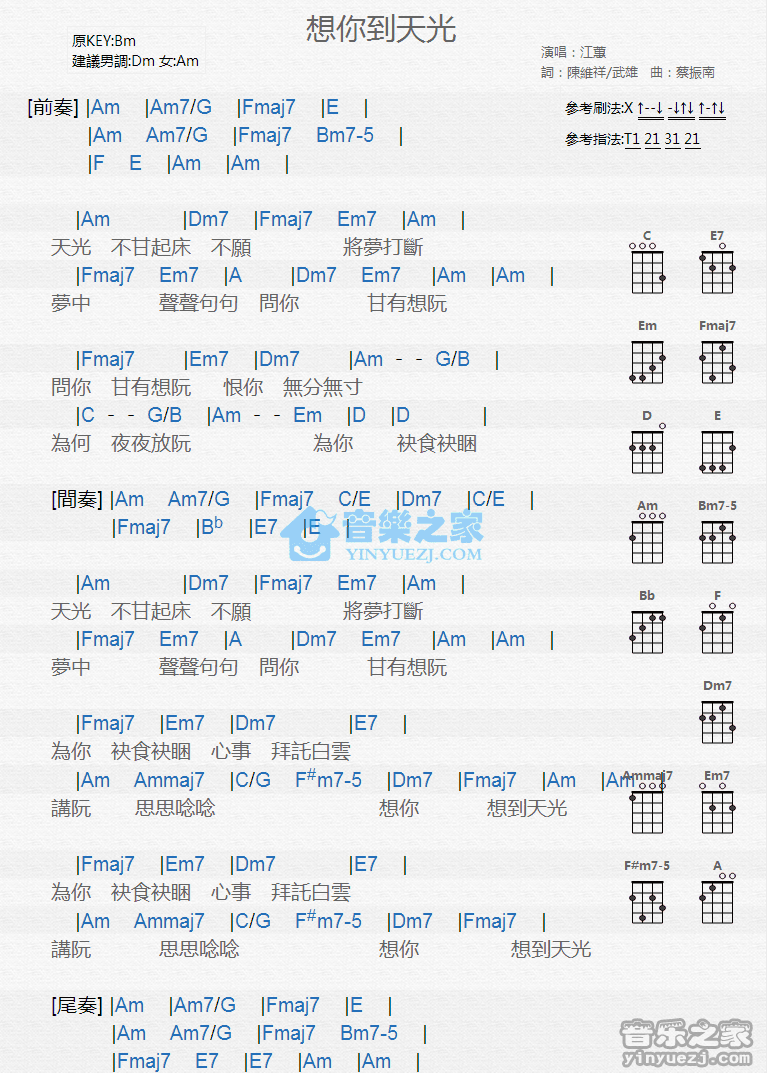 想你到天光
原KEY:Bm
建議男調:Dm 女:Am
演唱：江蕙
詞：陳維祥/武雄　曲：蔡振南
參考刷法:X ↑--↓ -↓↑↓ ↑-↑↓
參考指法:T1 21 31 21
[前奏] |Am |Am7/G |Fmaj7 |E |
|Am Am7/G |Fmaj7 Bm7-5 |
|F E |Am |Am |
|Am |Dm7 |Fmaj7 Em7 |Am |
天光 不甘起床 不願 將夢打斷
|Fmaj7 Em7 |A |Dm7 Em7 |Am |Am |
夢中 聲聲句句 問你 甘有想阮
|Fmaj7 |Em7 |Dm7 |Am - - G/B |
問你 甘有想阮 恨你 無分無寸
|C - - G/B |Am - - Em |D |D |
為何 夜夜放阮 為你 袂食袂睏
[間奏] |Am Am7/G |Fmaj7 C/E |Dm7 |C/E |
|Fmaj7 |Bb |E7 |E |
音樂之家
YINYUEZJ.COM
|Am |Dm7 |Fmaj7 Em7 |Am |
天光 不甘起床 不願 將夢打斷
|Fmaj7 Em7 |A |Dm7 Em7 |Am |Am |
夢中 聲聲句句 問你 甘有想阮
|Fmaj7 |Em7 |Dm7 |E7 |
為你 袂食袂睏 心事 拜託白雲
|Am Ammaj7 |C/G F#m7-5 |Dm7 |Fmaj7 |Am |Am |
講阮 思思唸唸 想你 想到天光
|Fmaj7 |Em7 |Dm7 |E7 |
為你 袂食袂睏 心事 拜託白雲
|Am Ammaj7 |C/G F#m7-5 |Dm7 |Fmaj7 |
講阮 思思唸唸 想你 想到天光
[尾奏] |Am |Am7/G |Fmaj7 |E |
|Am Am7/G |Fmaj7 Bm7-5 |
|Fmaj7 E7 |E7 |Am |Am |
C E7
Em Fmaj7
D E
Am Bm7-5
Bb F
Dm7
Ammaj7 Em7
F#m7-5 A
音乐之家
yinyuezj.com